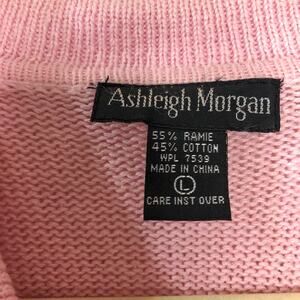 Ashleigh Morgan
55% RAMIE
45% COTTON
WPL 7539
MADE IN CHINA
L
CARE INST OVER